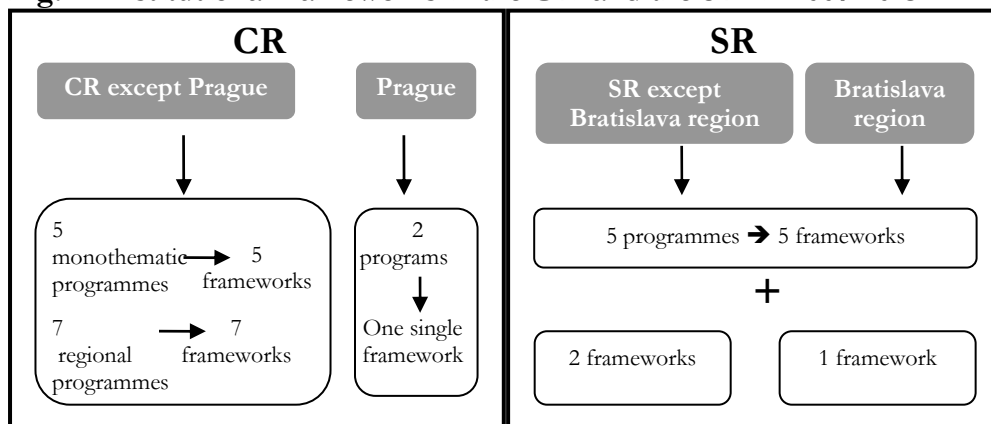 CR
CR except Prague
Prague
5
monothematic
programmes
5
frameworks
7
regional
programmes
7
frameworks
2
programs
One single
framework
SR
SR except
Bratislava region
Bratislava
region
5 programmes ➔ 5 frameworks
+
2 frameworks
1 framework